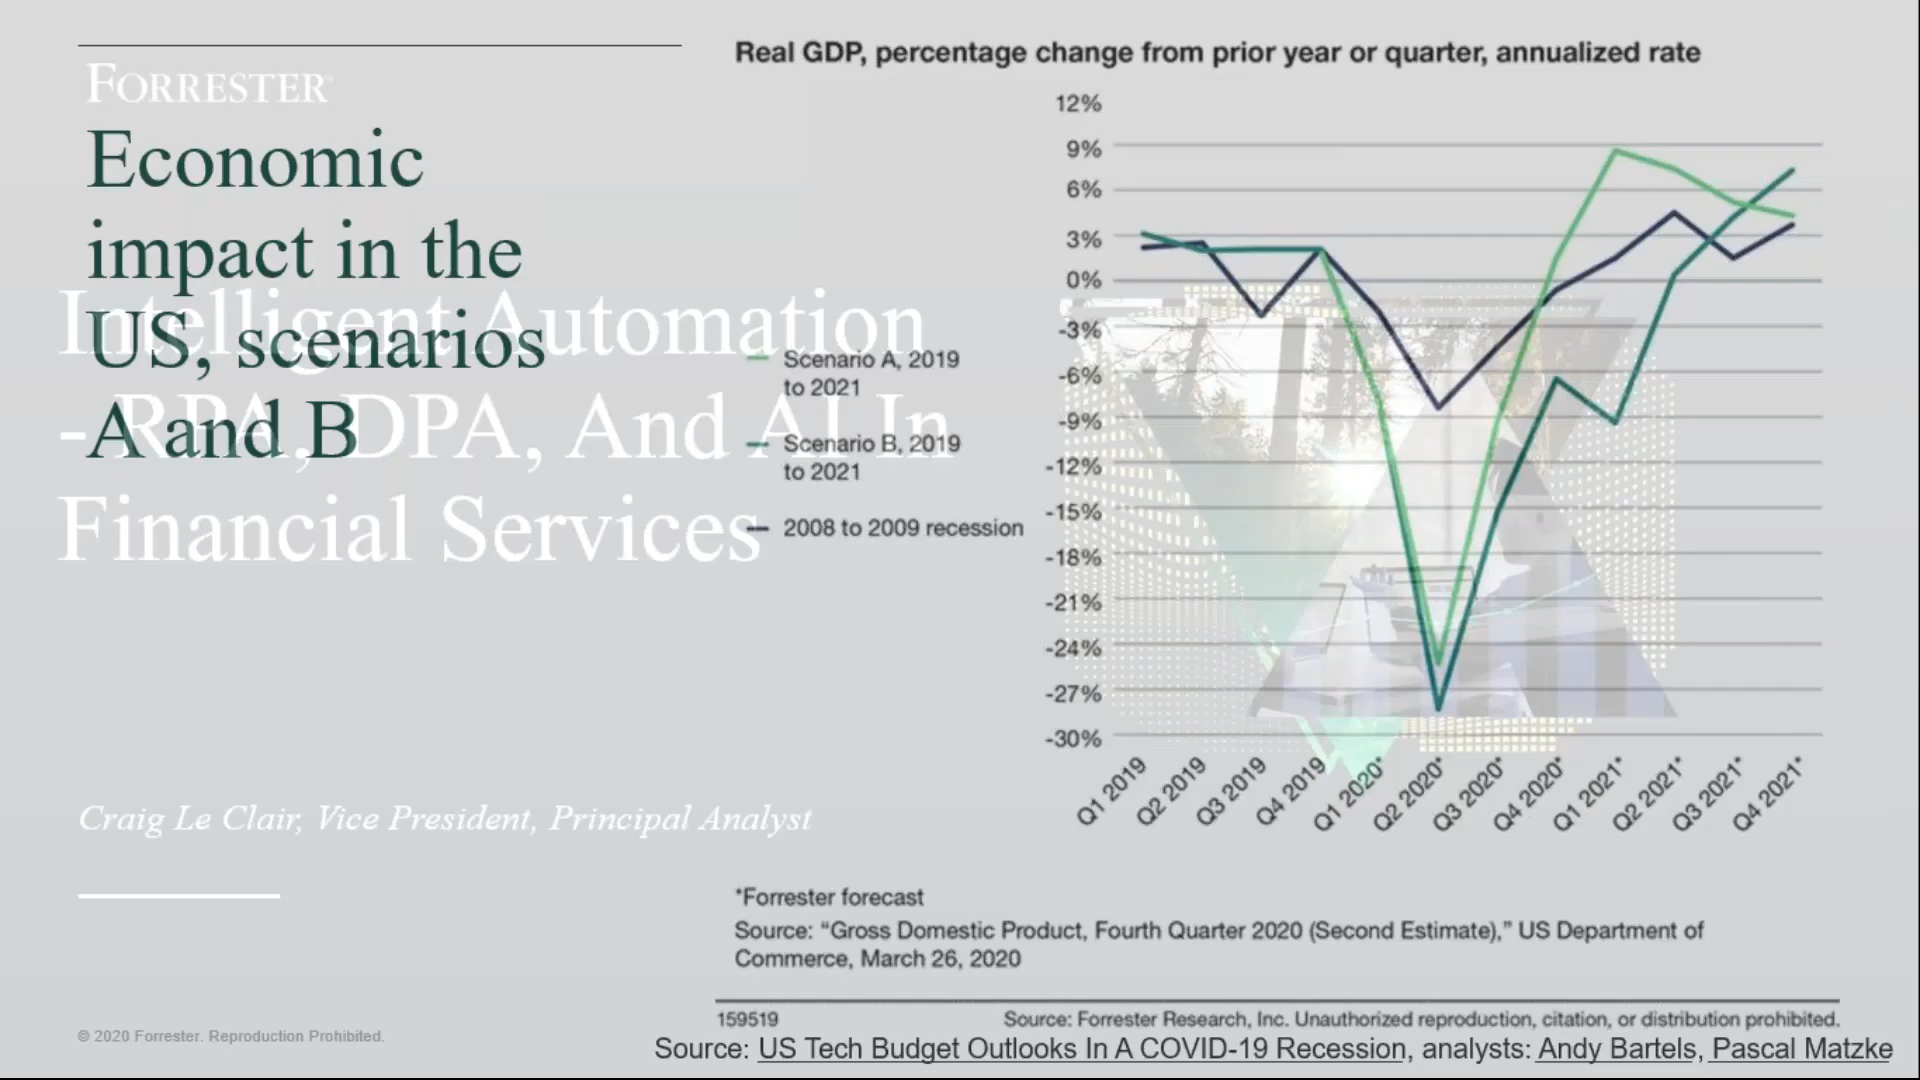 FORRESTER
Economic
impact in the
US, scenarios
A and B
Intelligent Automation
- RPA, DPA, And AI In
Financial Services
Craig Le Clair, Vice President, Principal Analyst
© 2020 Forrester. Reproduction Prohibited.
Real GDP, percentage change from prior year or quarter, annualized rate
Scenario A, 2019
to 2021
Scenario B, 2019
to 2021
2008 to 2009 recession
12%
9%
6%
3%
0%
-3%
-6%
-9%
-12%
-15%
-18%
-21%
-24%
-27%
-30%
Q1 2019
Q2 2019
Q3 2019
Q4 2019
Q1 2020*
Q2 2020*
Q3 2020*
Q4 2020*
Q1 2021*
Q2 2021*
Q3 2021*
Q4 2021*
*Forrester forecast
Source: “Gross Domestic Product, Fourth Quarter 2020 (Second Estimate),” US Department of
Commerce, March 26, 2020
159519
Source: Forrester Research, Inc. Unauthorized reproduction, citation, or distribution prohibited.
Source: US Tech Budget Outlooks In A COVID-19 Recession, analysts: Andy Bartels, Pascal Matzke